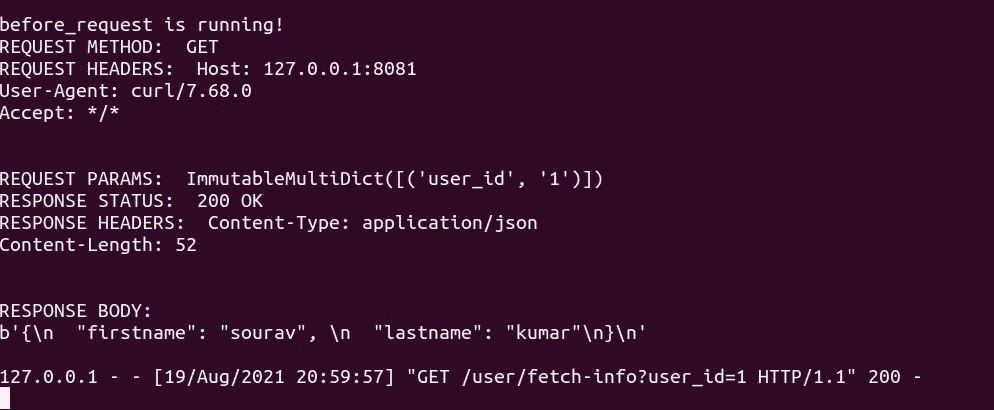 before_request is running!
REQUEST METHOD:  GET
REQUEST HEADERS:  Host: 127.0.0.1:8081
User-Agent: curl/7.68.0
Accept: */*
REQUEST PARAMS:  ImmutableMultiDict([('user_id', '1')])
RESPONSE STATUS:  200 OK
RESPONSE HEADERS:  Content-Type: application/json
Content-Length: 52
RESPONSE BODY:
b'{\n  "firstname": "sourav", \n  "lastname": "kumar"\n}\n'
127.0.0.1 - - [19/Aug/2021 20:59:57] "GET /user/fetch-info?user_id=1 HTTP/1.1" 200 -